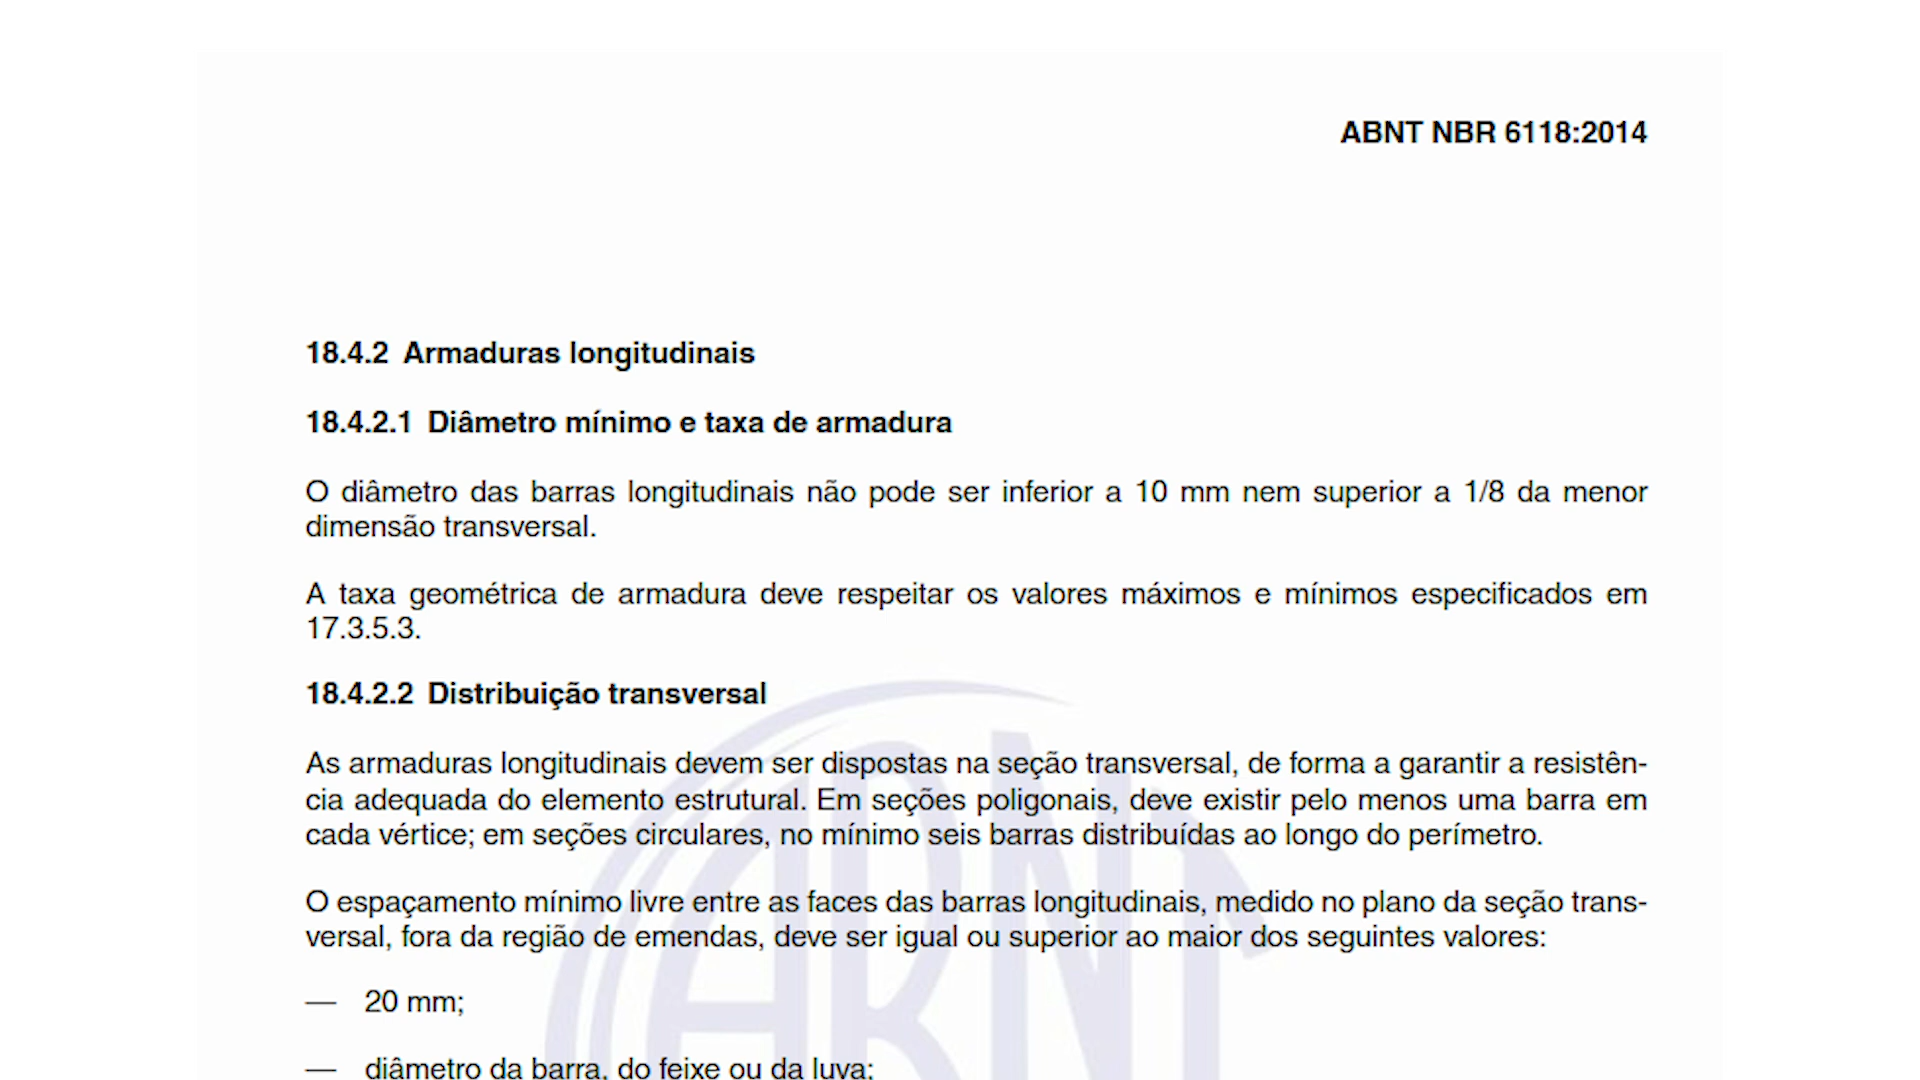 ABNT NBR 6118:2014
18.4.2 Armaduras longitudinais
18.4.2.1 Diâmetro mínimo e taxa de armadura
O diâmetro das barras longitudinais não pode ser inferior a 10 mm nem superior a 1/8 da menor
dimensão transversal.
A taxa geométrica de armadura deve respeitar os valores máximos e mínimos especificados em
17.3.5.3.
18.4.2.2 Distribuição transversal
As armaduras longitudinais devem ser dispostas na seção transversal, de forma a garantir a resistên-
cia adequada do elemento estrutural. Em seções poligonais, deve existir pelo menos uma barra em
cada vértice; em seções circulares, no mínimo seis barras distribuídas ao longo do perímetro.
O espaçamento mínimo livre entre as faces das barras longitudinais, medido no plano da seção trans-
versal, fora da região de emendas, deve ser igual ou superior ao maior dos seguintes valores:
— 20 mm;
— diâmetro da barra, do feixe ou da luva;
ABNT